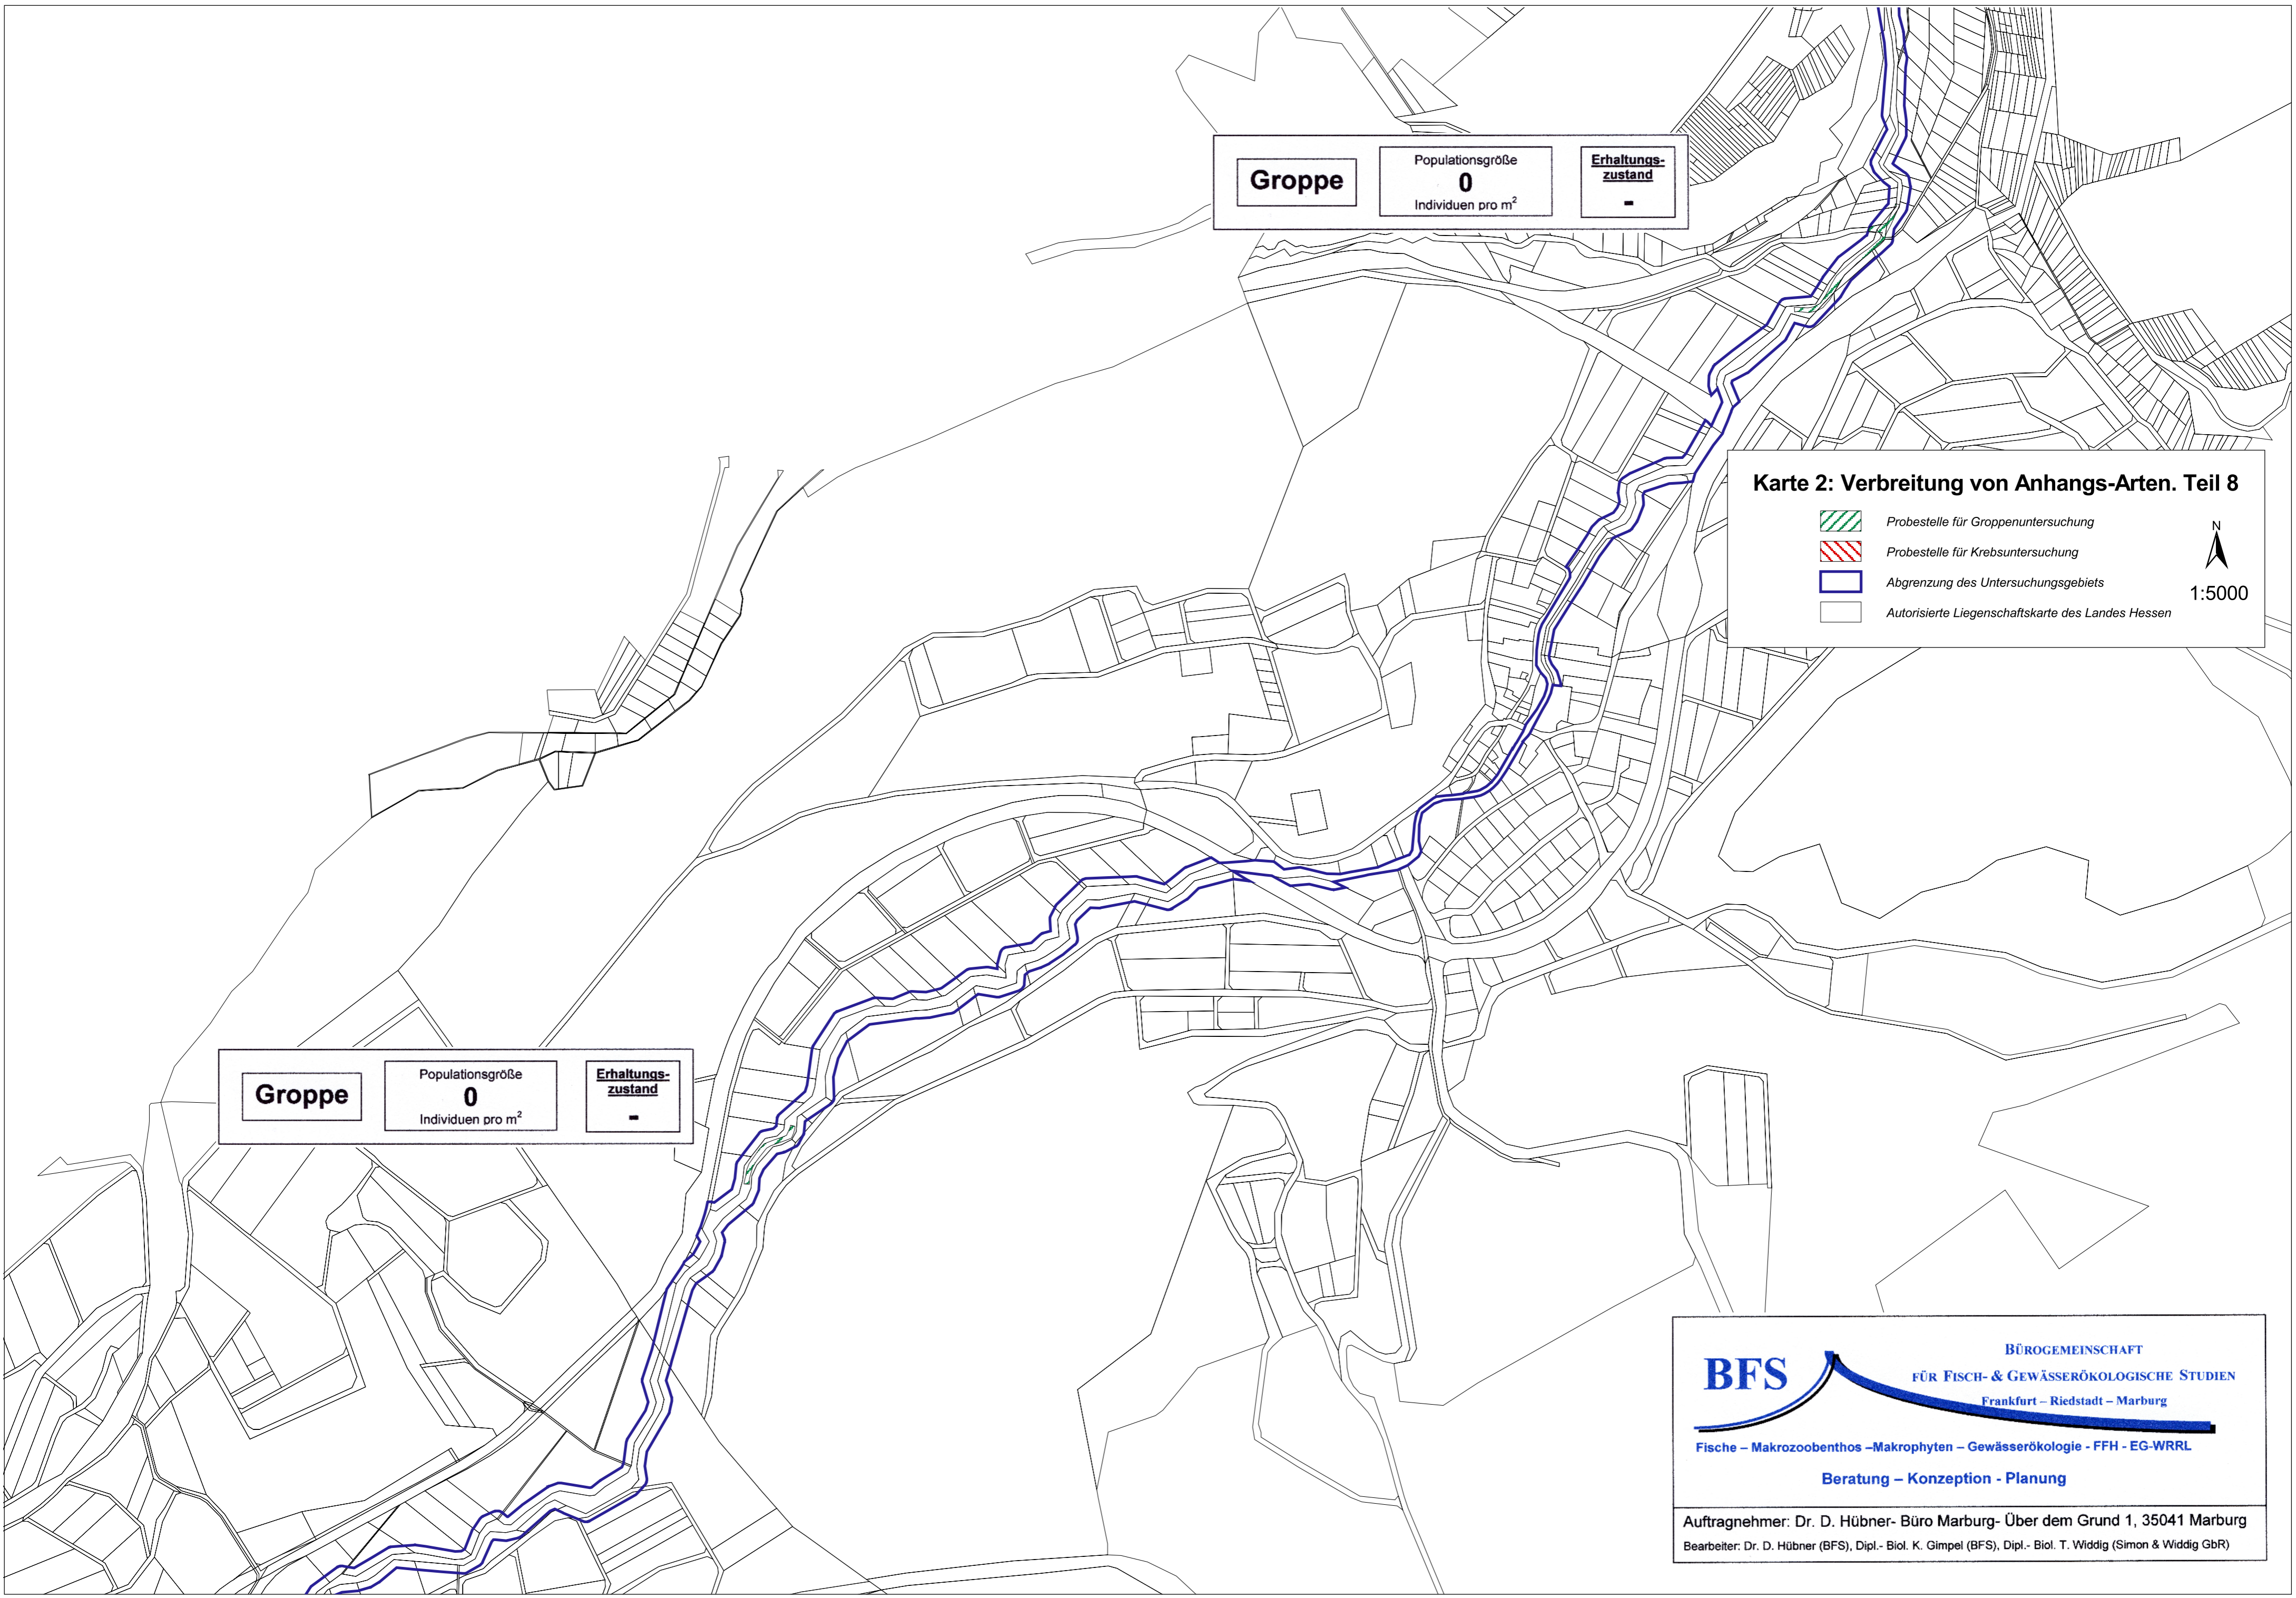 Groppe
Populationsgröße
0
Individuen pro m²
Erhaltungs-
zustand
-
Karte 2: Verbreitung von Anhangs-Arten. Teil 8
Probestelle für Groppenuntersuchung
Probestelle für Krebsuntersuchung
Abgrenzung des Untersuchungsgebiets
Autorisierte Liegenschaftskarte des Landes Hessen
N
1:5000
Groppe
Populationsgröße
0
Individuen pro m²
Erhaltungs-
zustand
-
BFS
BÜROGEMEINSCHAFT
FÜR FISCH- & GEWÄSSERÖKOLOGISCHE STUDIEN
Frankfurt – Riedstadt – Marburg
Fische – Makrozoobenthos –Makrophyten – Gewässerökologie - FFH - EG-WRRL
Beratung – Konzeption - Planung
Auftragnehmer: Dr. D. Hübner- Büro Marburg- Über dem Grund 1, 35041 Marburg
Bearbeiter: Dr. D. Hübner (BFS), Dipl.- Biol. K. Gimpel (BFS), Dipl.- Biol. T. Widdig (Simon & Widdig GbR)